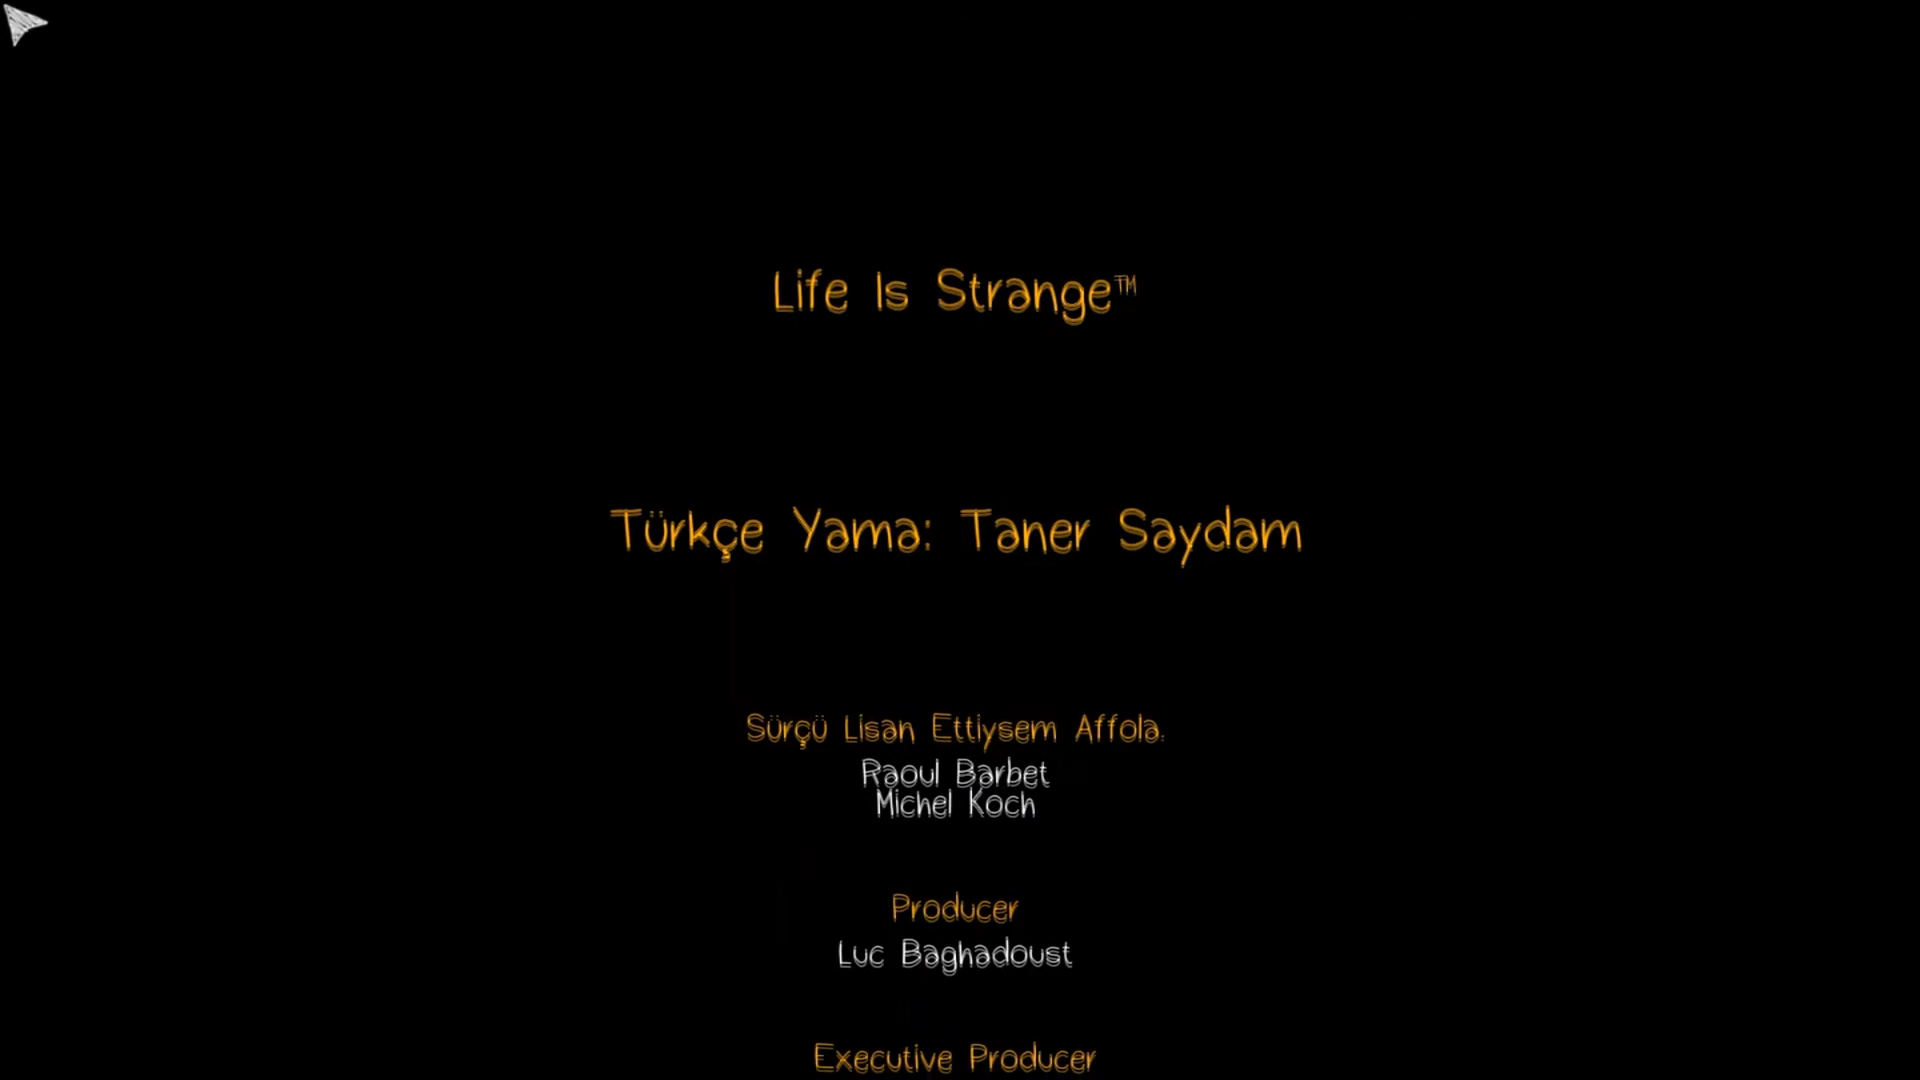 Life Is Strange™
Türkçe Yama: Taner Saydam
Sürçü Lisan Ettiysem Affola.
Raoul Barbet
Michel Koch
Producer
Luc Baghadoust
Executive Producer